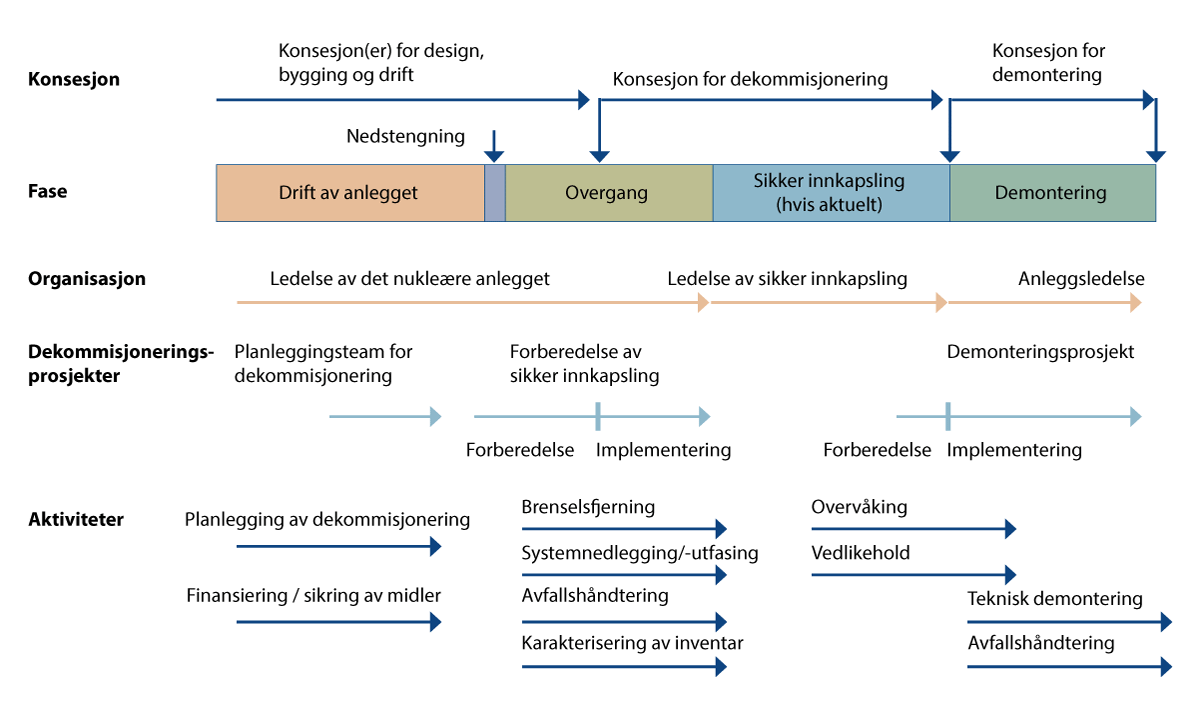 Konsesjon
Konsesjon(er) for design,
bygging og drift
Konsesjon for dekommisjonering
Konsesjon for
demontering
Nedstengning
Fase
Drift av anlegget
Overgang
Sikker innkapsling
(hvis aktuelt)
Demontering
Organisasjon
Ledelse av det nukleære anlegget
Ledelse av sikker innkapsling
Anleggsledelse
Dekommisjonerings-
prosjekter
Planleggingsteam for
dekommisjonering
Forberedelse av
sikker innkapsling
Demonteringsprosjekt
Forberedelse
Implementering
Forberedelse
Implementering
Aktiviteter
Planlegging av dekommisjonering
Finansiering / sikring av midler
Brenselsfjerning
Systemnedlegging/-utfasing
Avfallshåndtering
Karakterisering av inventar
Overvåking
Vedlikehold
Teknisk demontering
Avfallshåndtering